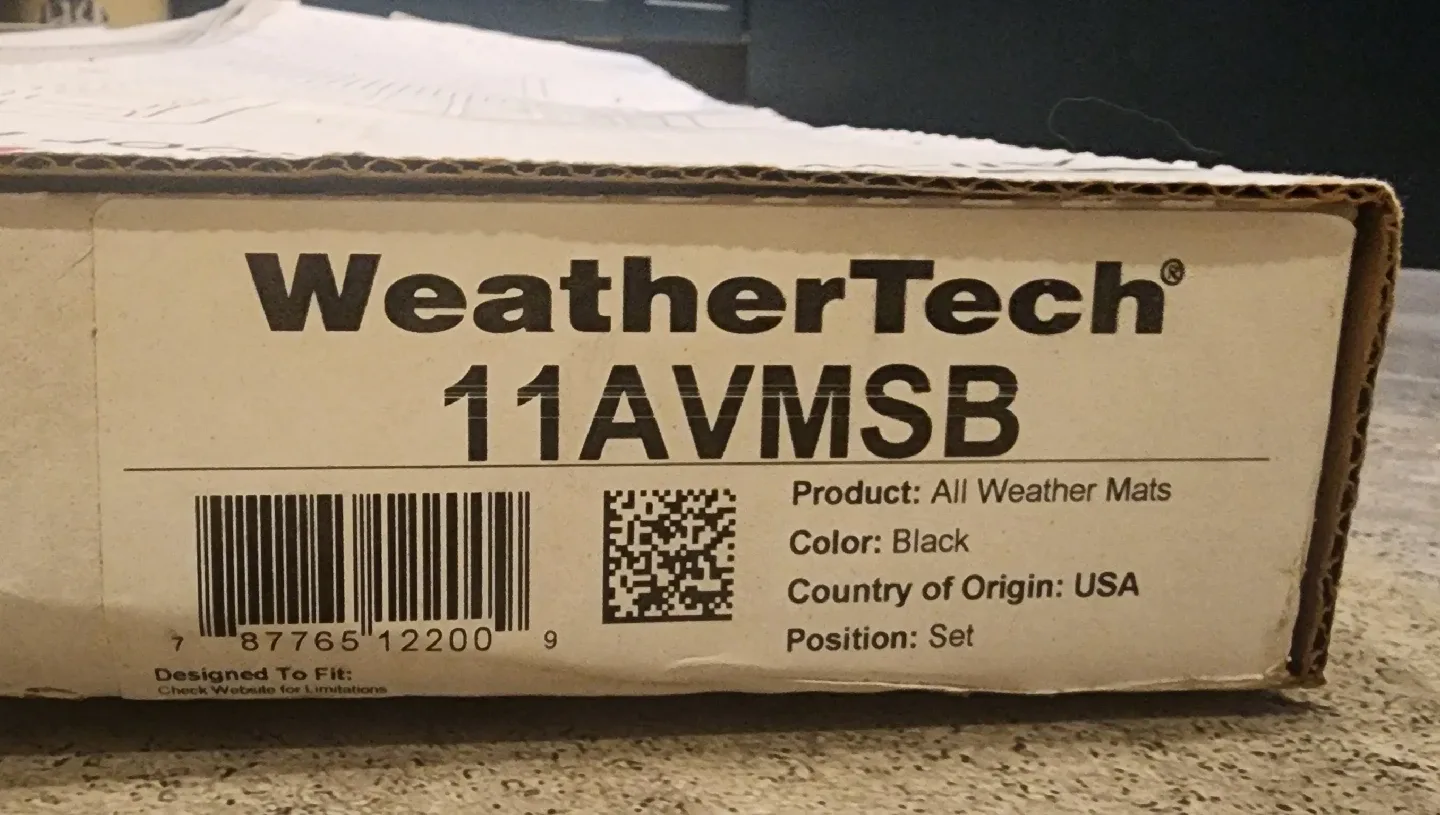 WeatherTech®
11AVMSB
7 87765 12200 9
Product: All Weather Mats
Color: Black
Country of Origin: USA
Position: Set
Designed To Fit:
Check Website for Limitations